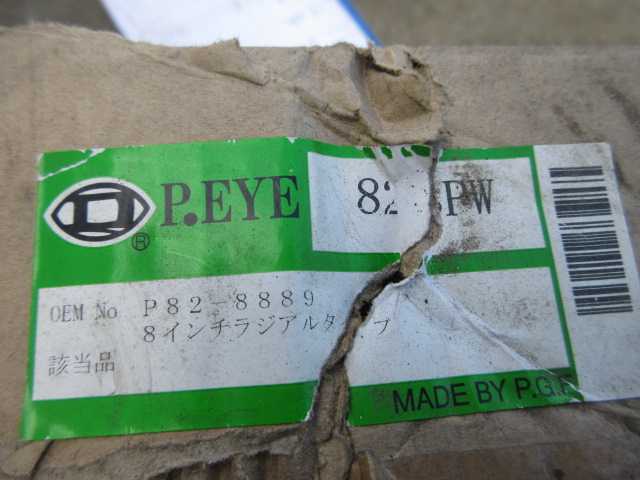 P.EYE
®
OEM No P82-8889
8インチラジアルタ プ
該当品
MADE BY P.G.